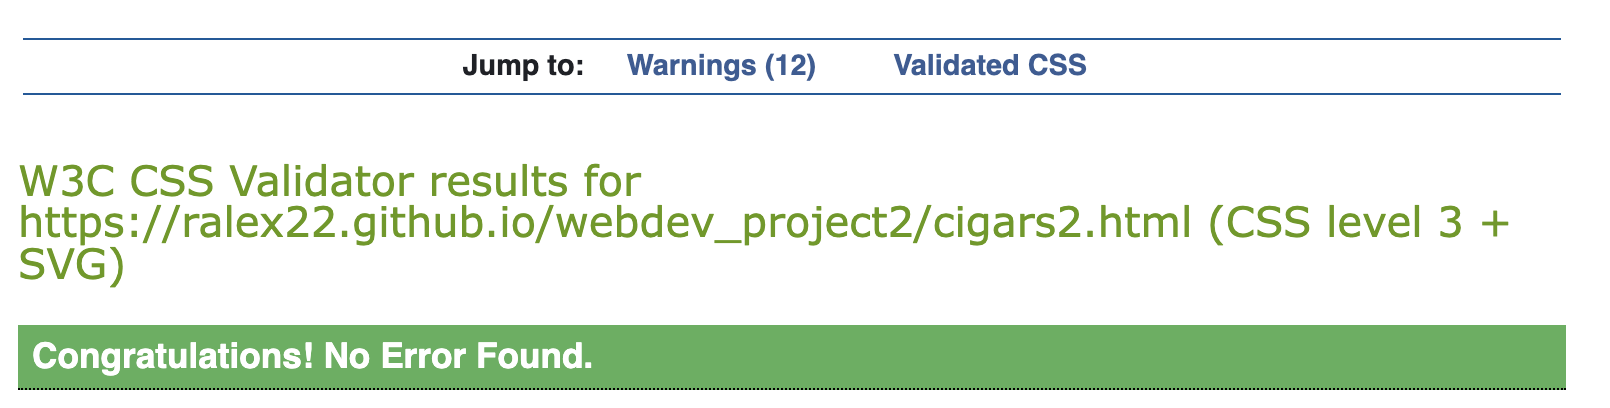 Jump to: Warnings (12) Validated CSS
W3C CSS Validator results for
https://ralex22.github.io/webdev_project2/cigars2.html (CSS level 3 +
SVG)
Congratulations! No Error Found.